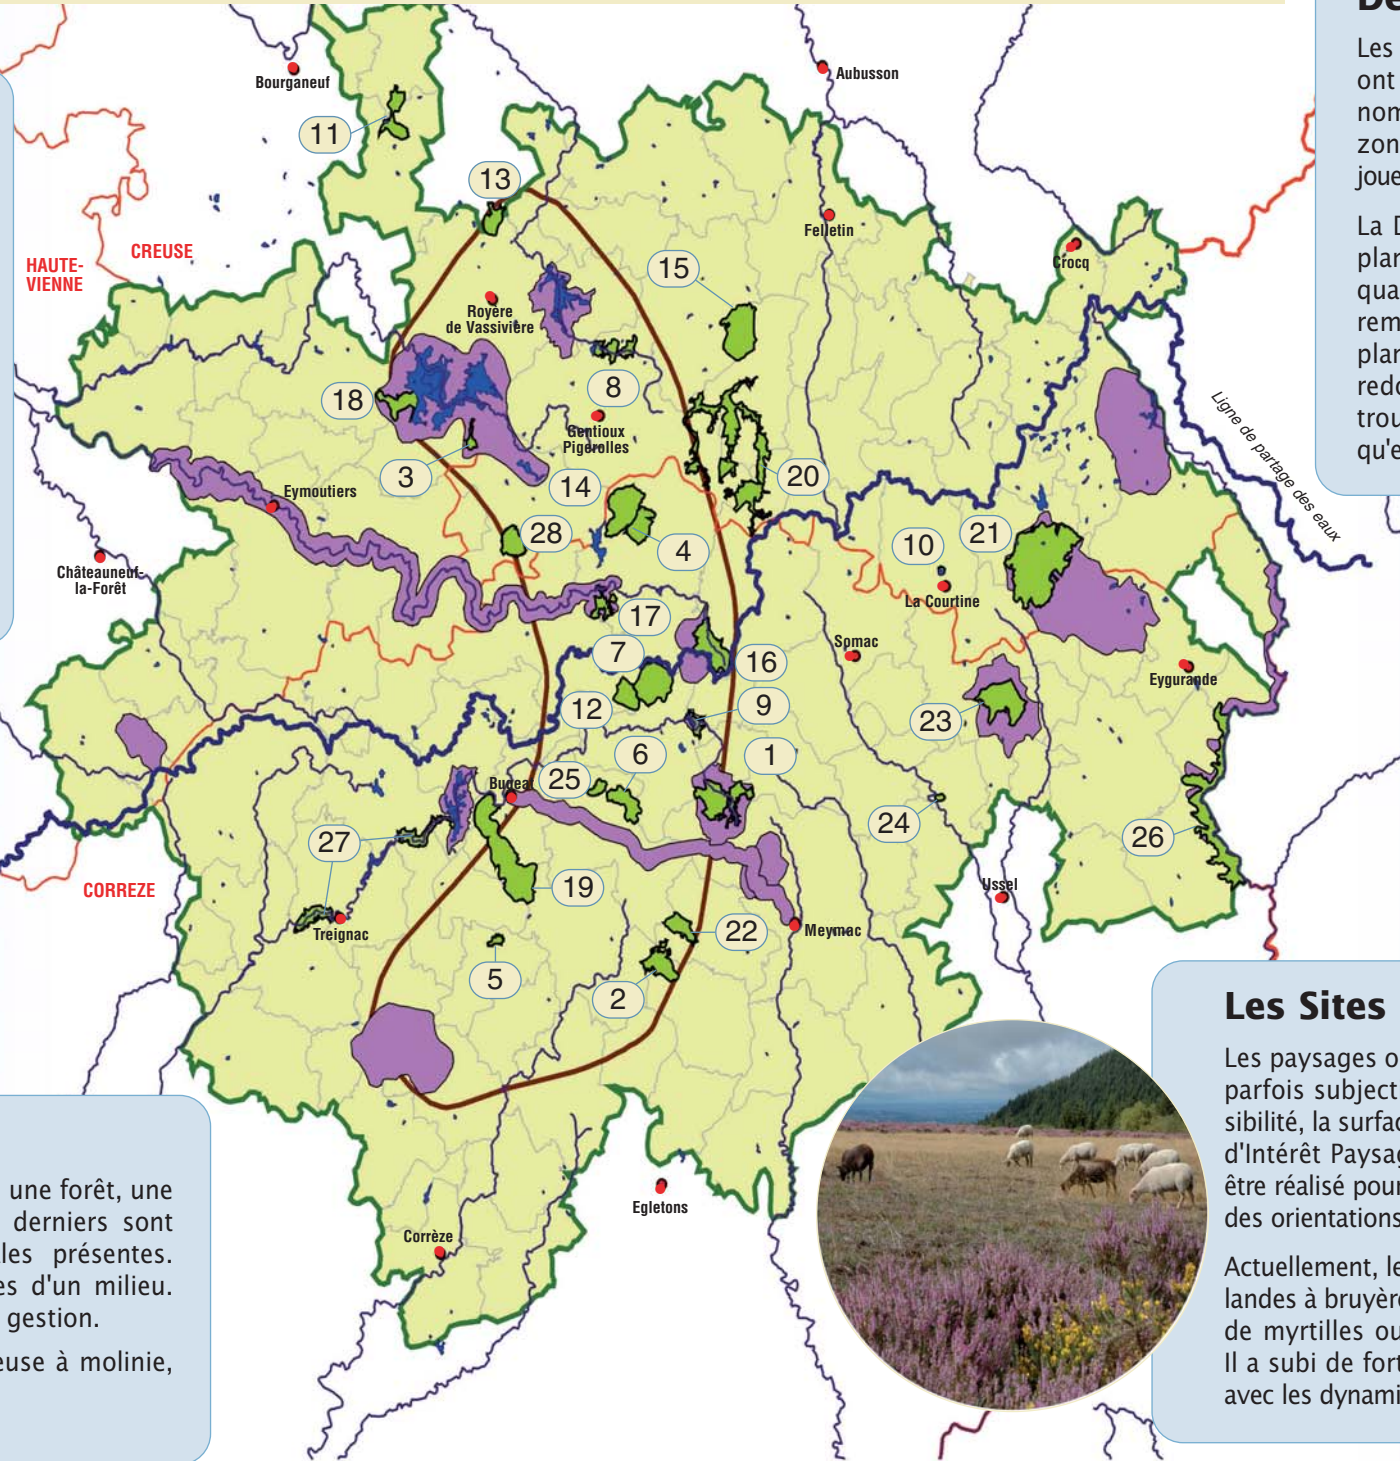 Bourganeuf
Aubusson
11
13
Felletin
Crocq
CREUSE
HAUTE-
VIENNE
15
Royère
de Vassivière
8
18
Gentioux
Pigerolles
Ligne de partage des eaux
3
14
20
Eymoutiers
28
4
10
21
Châteauneuf-
la-Forêt
La Courtine
17
7
16
Sornac
Eygurande
12
9
23
6
1
25
Bugeat
24
27
26
CORREZE
19
Ussel
Treignac
22
Meymac
5
2
Egletons
Corrèze
Les
ont
nom
zon
joue
La D
plan
qua
rem
plan
redo
trou
qu'e
une forêt, une
derniers sont
les présentes.
es d'un milieu.
gestion.
euse à molinie,
Les Sites
Les paysages o
parfois subject
sibilité, la surfac
d'Intérêt Paysag
être réalisé pour
des orientations
Actuellement, le
landes à bruyère
de myrtilles ou
Il a subi de fort
avec les dynami